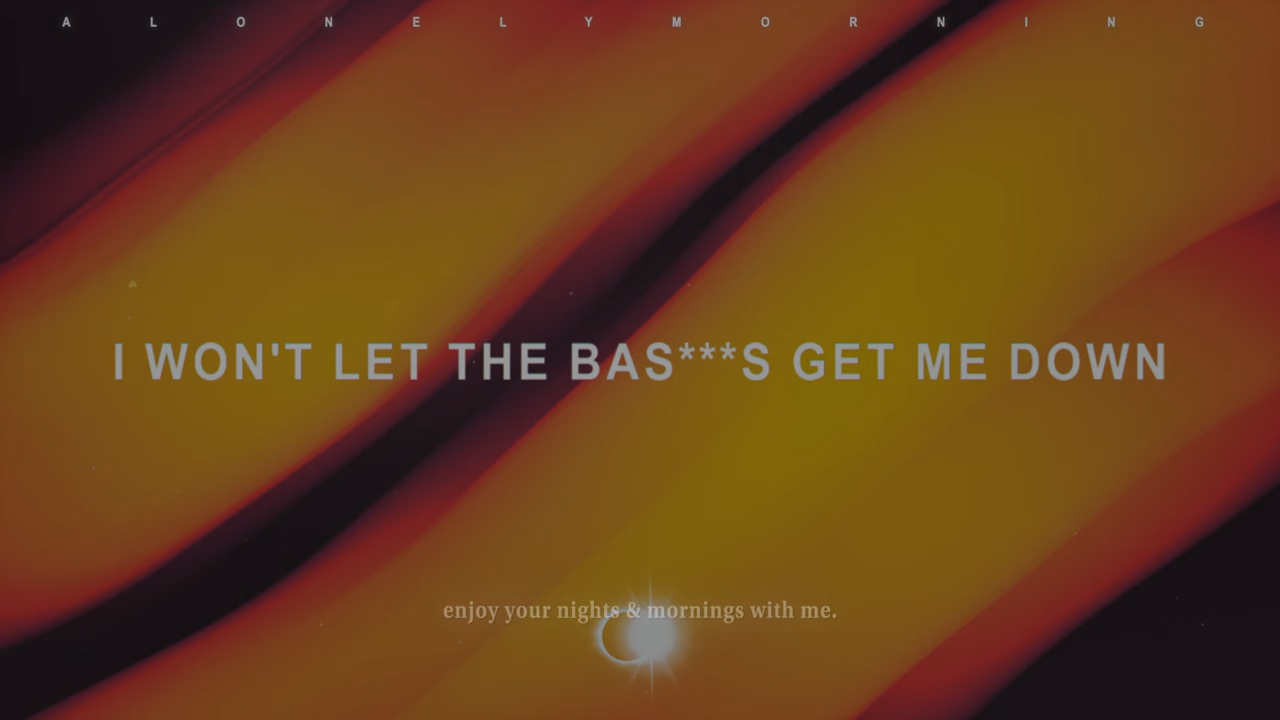 A L O N E L Y M O R N I N G
I WON'T LET THE BAS***S GET ME DOWN
enjoy your nights & mornings with me.